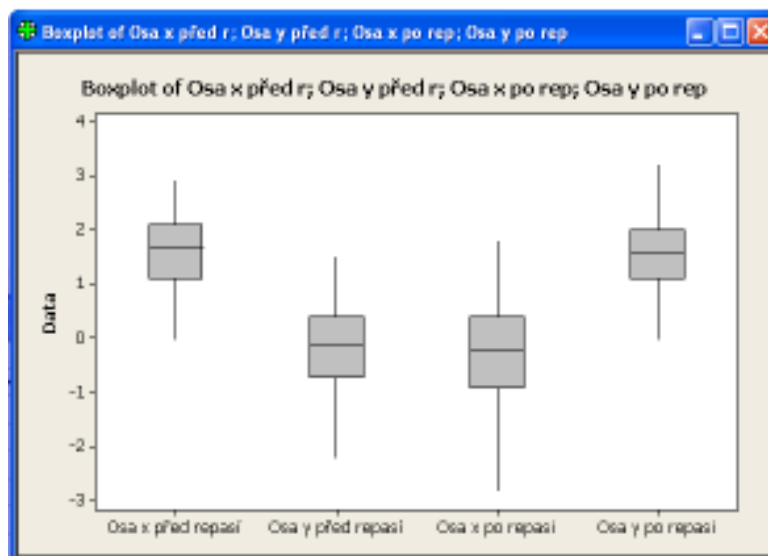 Boxplot of Osa x před r; Osa y před r; Osa x po rep; Osa y po rep
Boxplot of Osa x před r; Osa y před r; Osa x po rep; Osa y po rep
4
3
2
1
0
-1
-2
-3
Data
Osa x před repasí Osa y před repasí Osa x po repasi Osa y po repasi